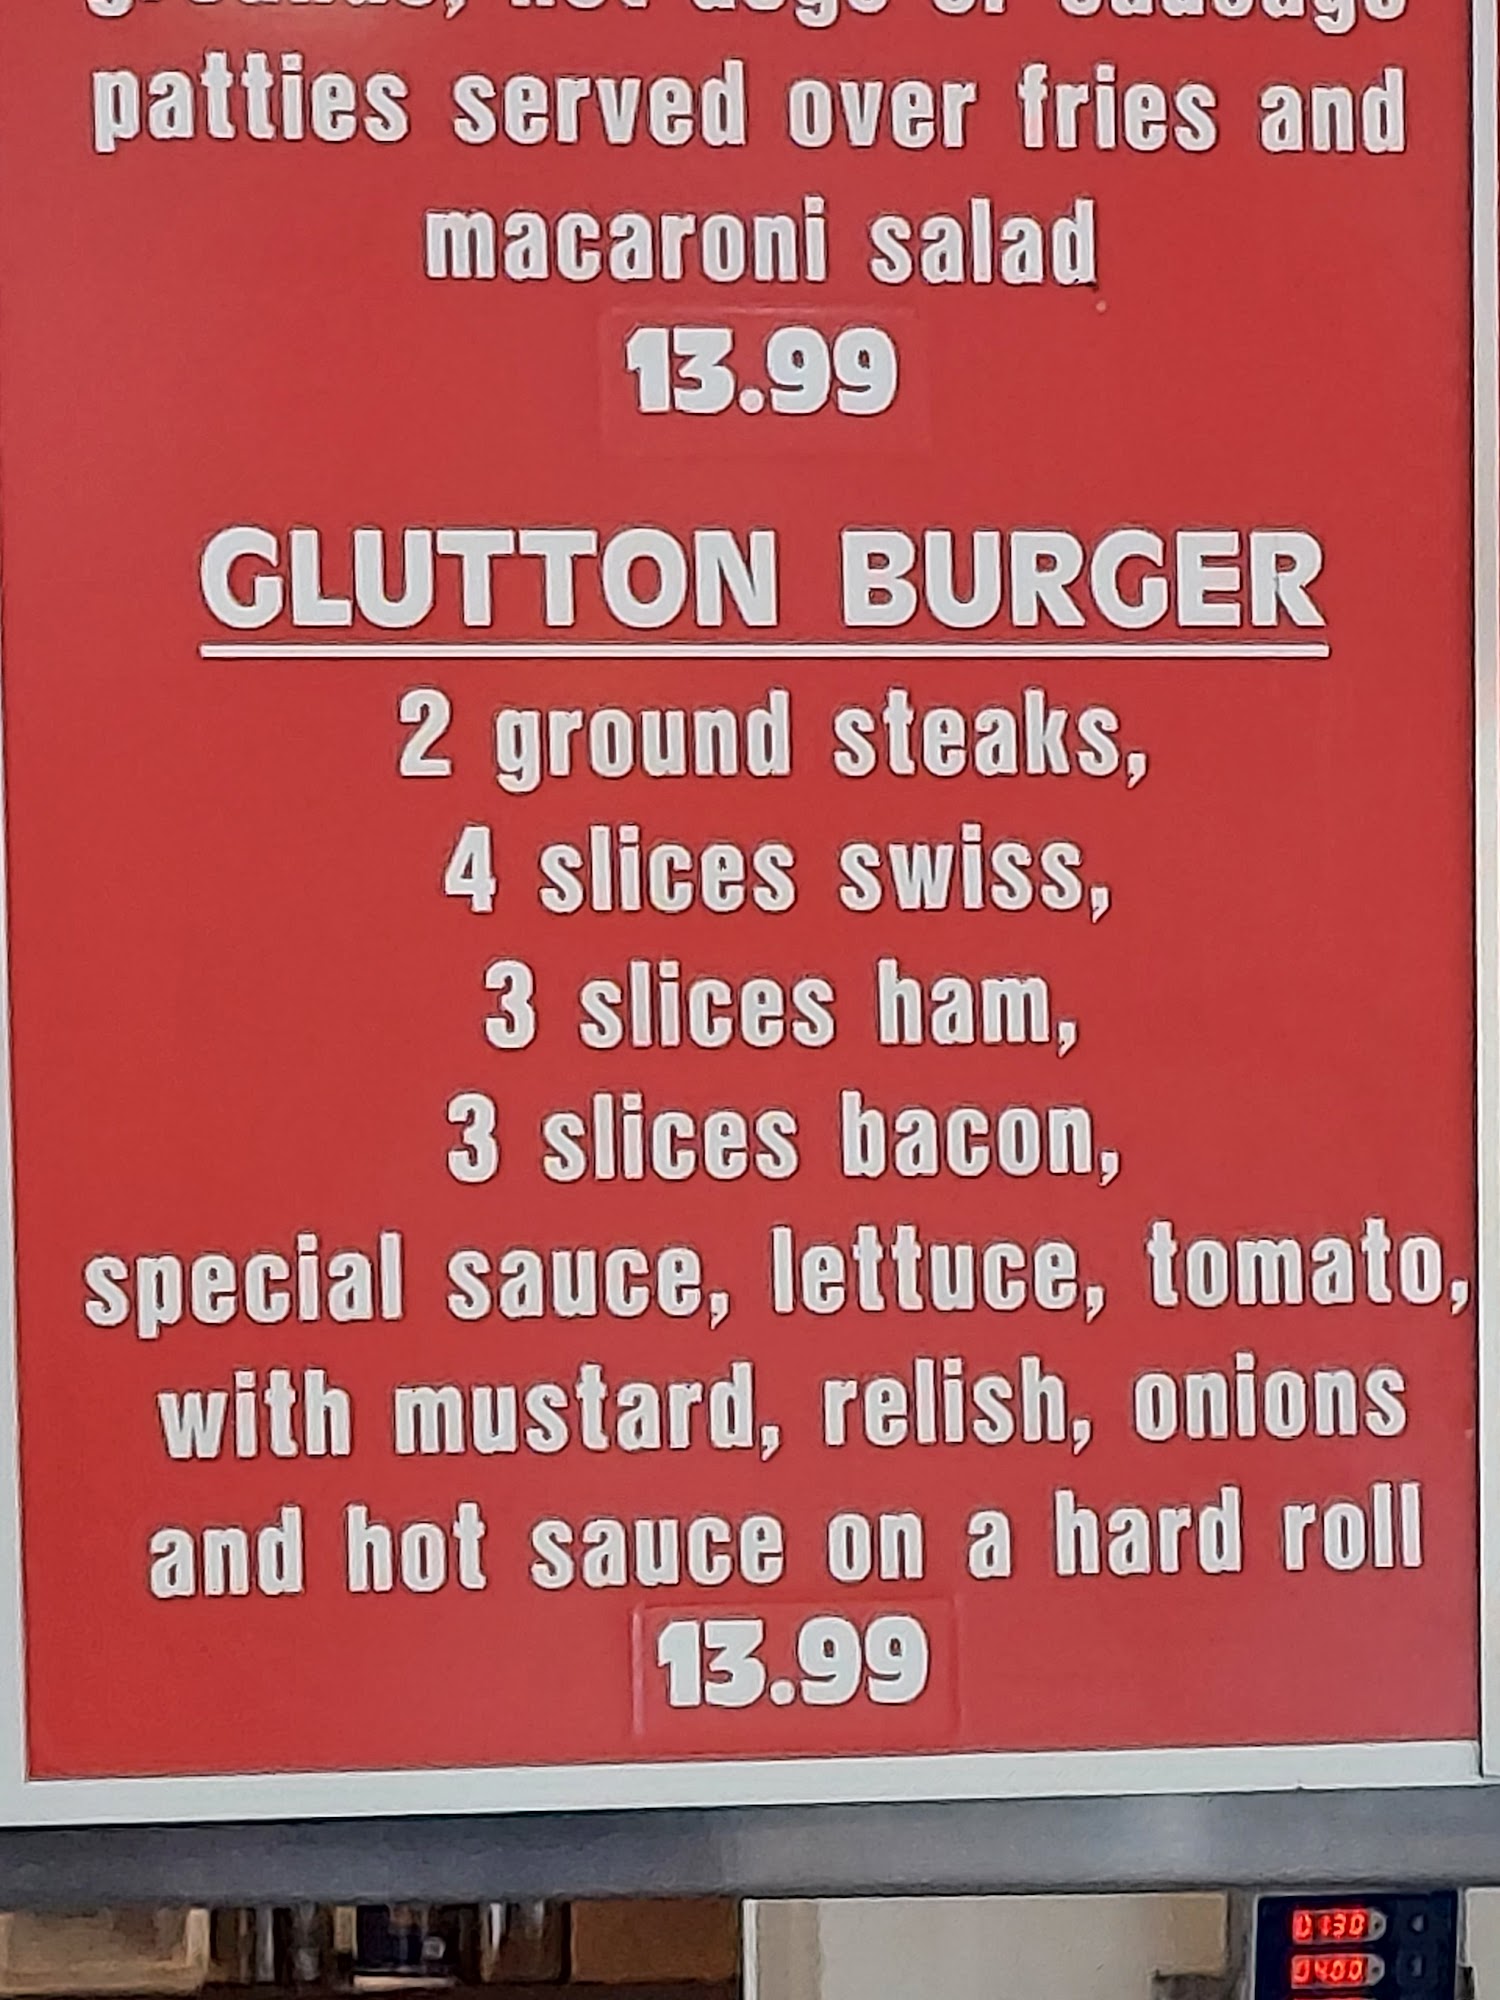 patties served over fries and
macaroni salad
13.99
GLUTTON BURGER
2 ground steaks,
4 slices swiss,
3 slices ham,
3 slices bacon,
special sauce, lettuce, tomato,
with mustard, relish, onions
and hot sauce on a hard roll
13.99